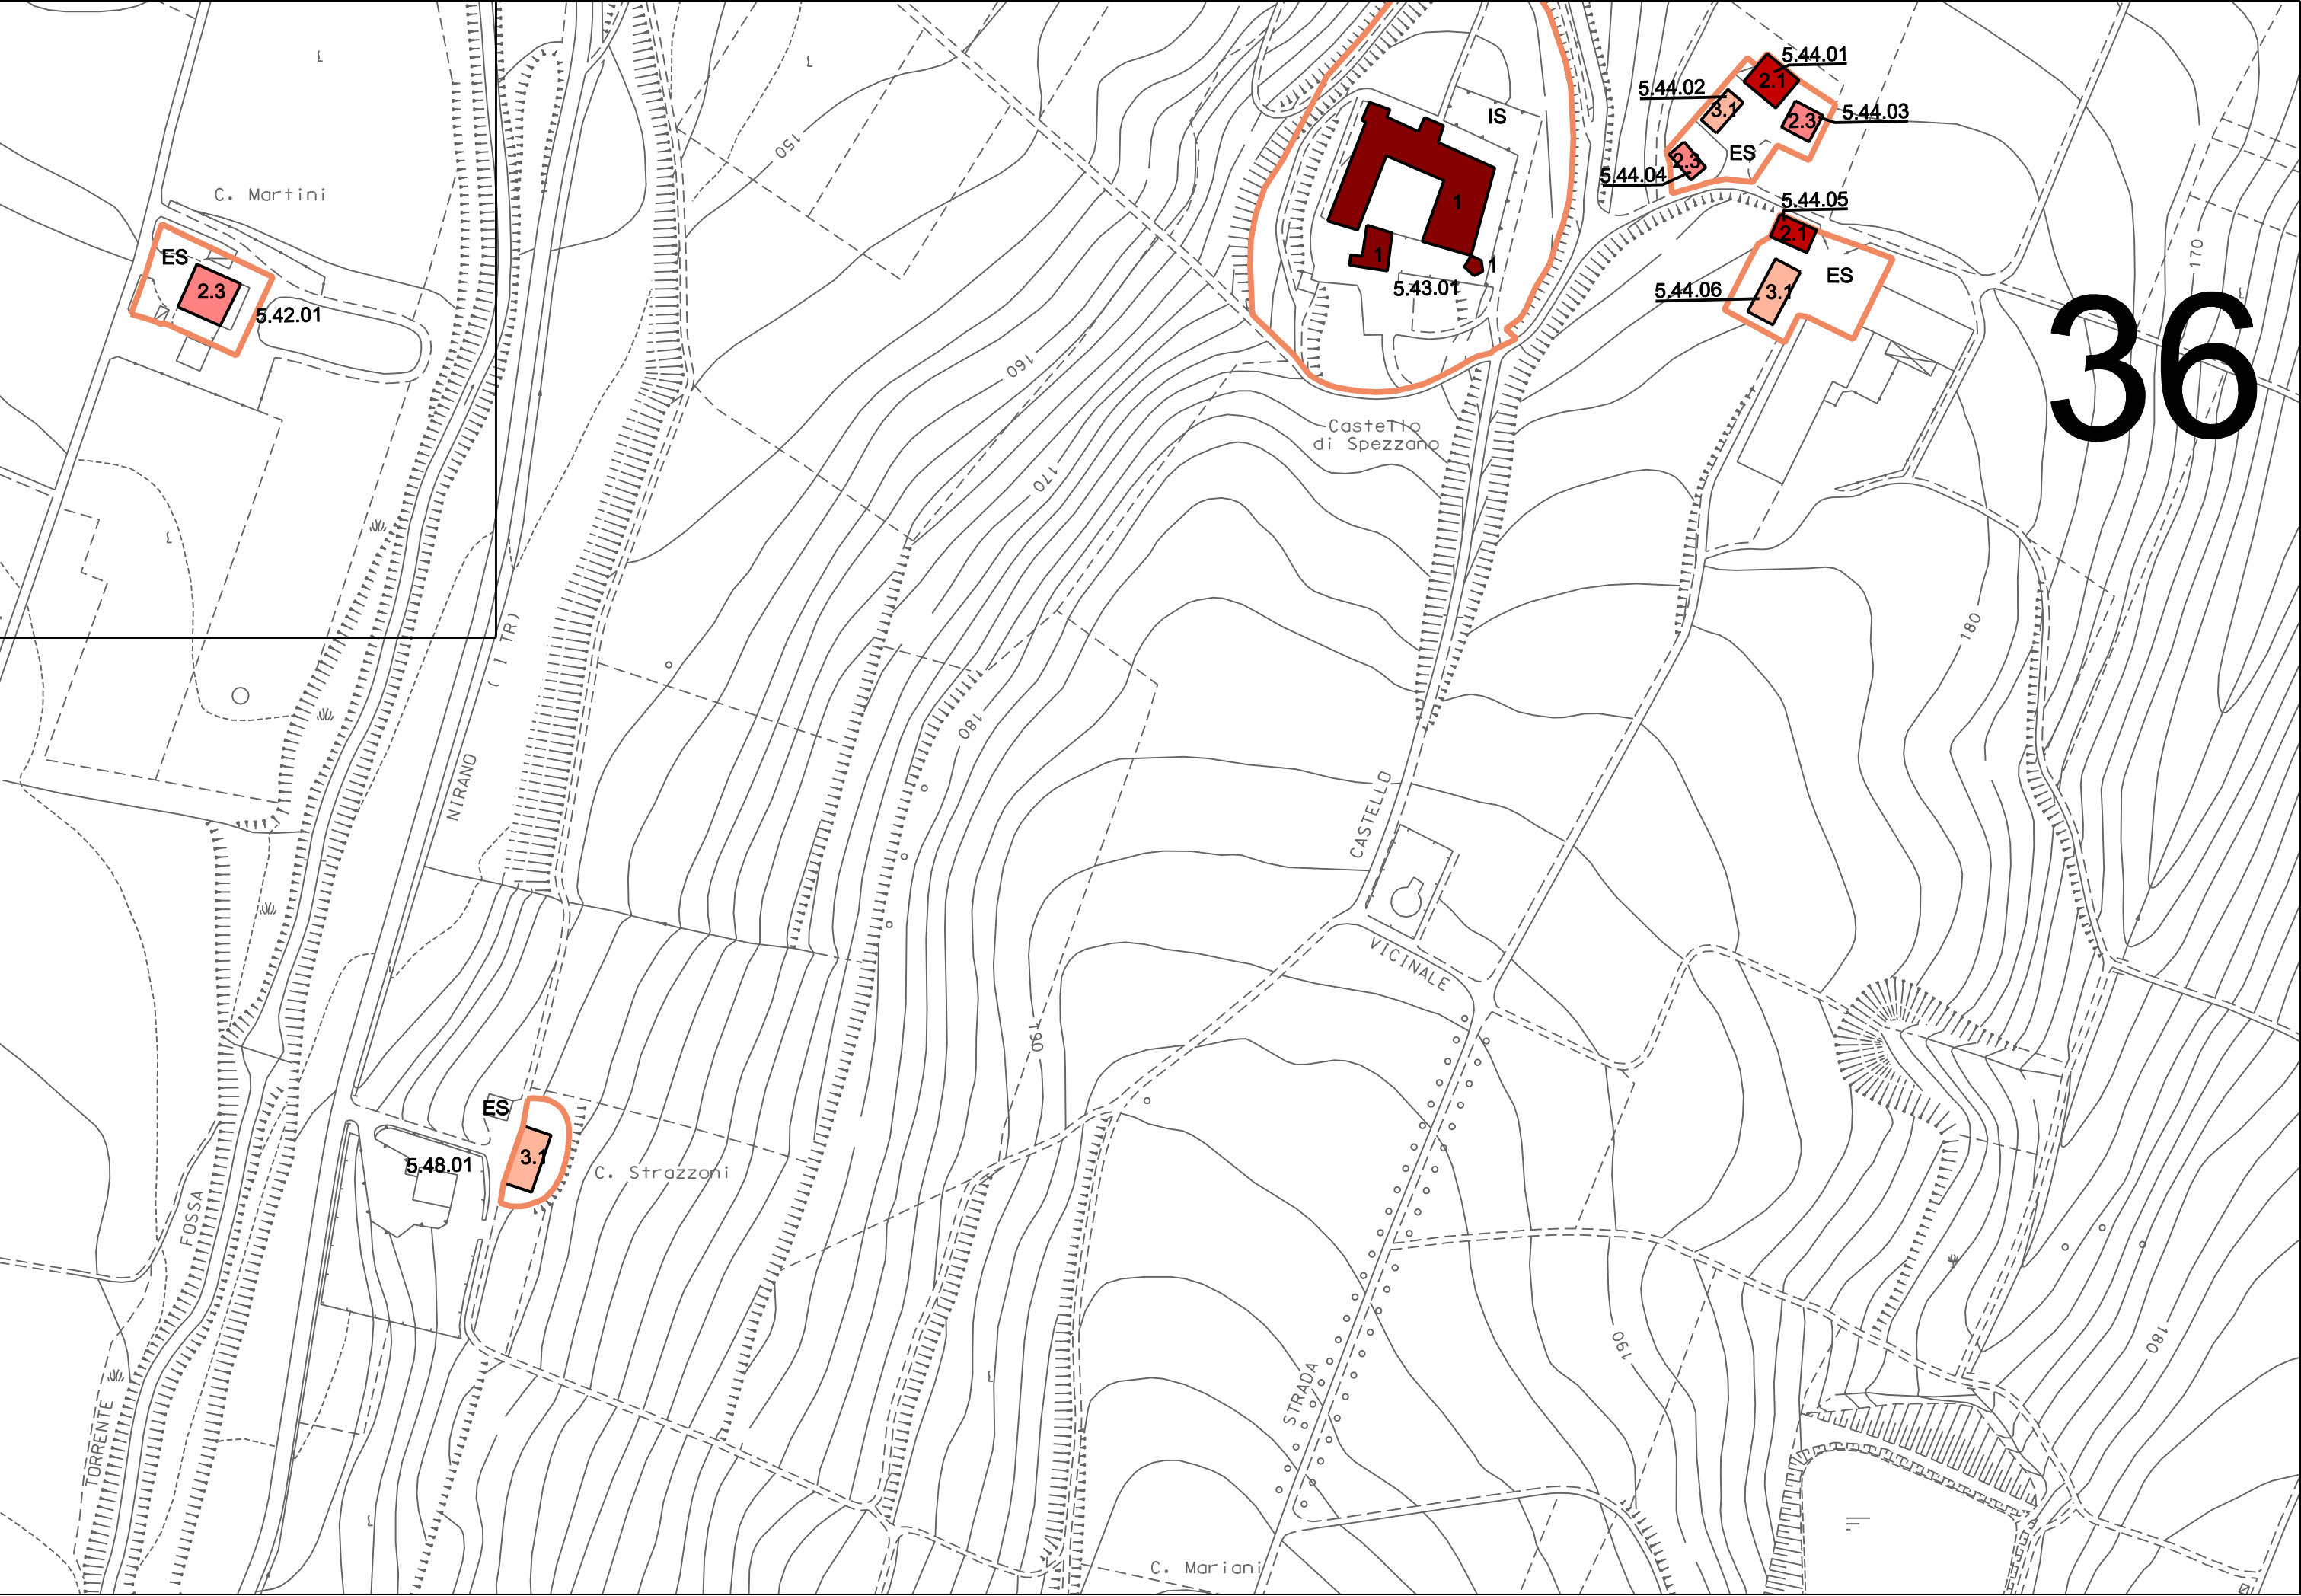 5.44.01
2.1
5.44.02
3.1
5.44.03
2.3
IS
ES
2.3
5.44.04
150
C. Martini
1
5.44.05
2.1
170
ES
ES
1
1
2.3
5.42.01
5.43.01
5.44.06
3.1
36
160
Castello
di Spezzano
170
180
180
NIRANO
CASTELLO
VICINALE
190
ES
3.1
5.48.01
C. Strazzoni
FOSSA
190
180
STRADA
TORRENTE
C. Mariani